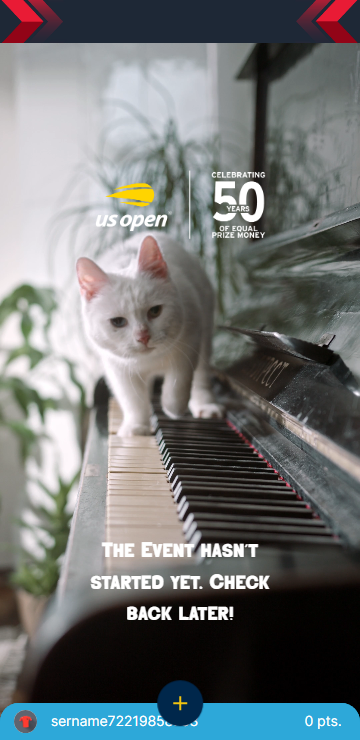 us open
CELEBRATING
50
YEARS
OF EQUAL
PRIZE MONEY
The Event hasn't
started yet. Check
back later!
+
0 pts.